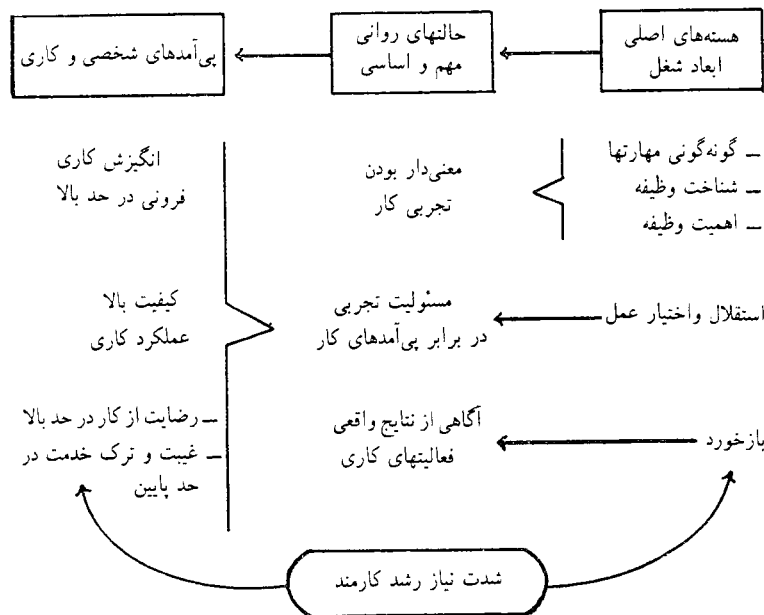 هسته‌های اصلی
ابعاد شغل
حالتهای روانی
مهم و اساسی
پی‌آمدهای شخصی و کاری
ـ گونه‌گونی مهارتها
ـ شناخت وظیفه
ـ اهمیت وظیفه
معنی‌دار بودن
تجربی کار
انگیزش کاری
فرونی در حد بالا
استقلال واختیار عمل
مسئولیت تجربی
در برابر پی‌آمدهای کار
کیفیت بالا
عملکرد کاری
بازخورد
آگاهی از نتایج واقعی
فعالیتهای کاری
ـ رضایت از کار در حد بالا
ـ غیبت و ترک خدمت در
حد پایین
شدت نیاز رشد کارمند